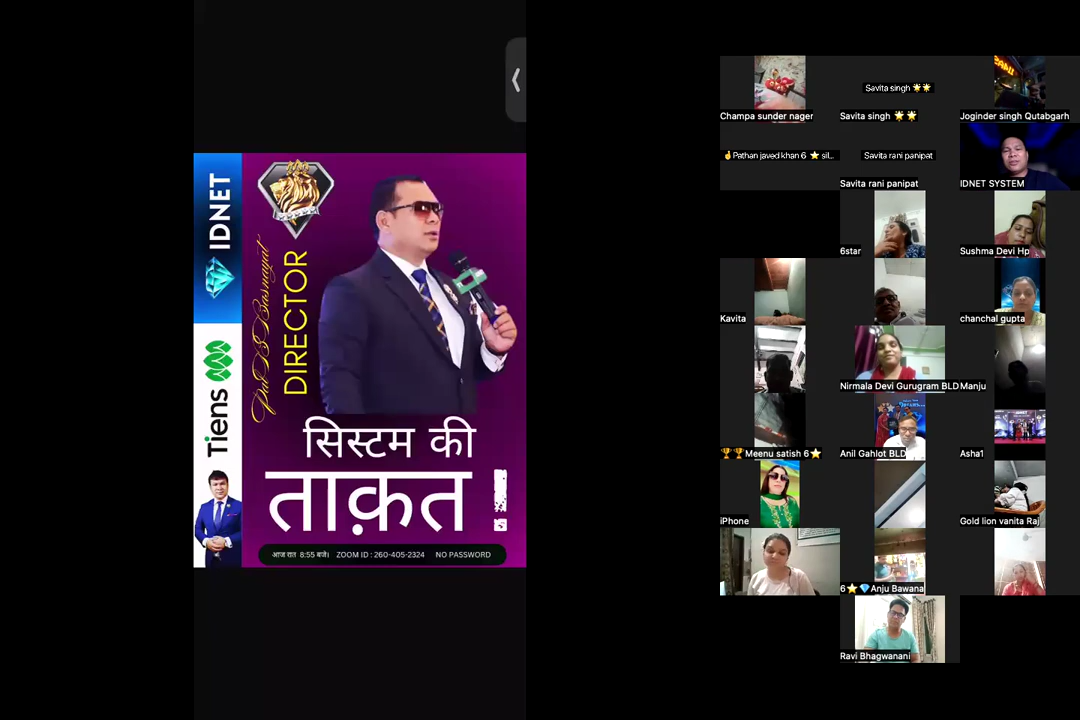 IDNET
Tiens
DIRECTOR
सिस्टम की
ताक़त !
आज रात 8:55 बजे। ZOOM ID : 260-405-2324 NO PASSWORD
Savita singh 🌟🌟
Champa sunder nager
Savita singh 🌟 🌟
Joginder singh Qutabgarh
☝Pathan javed khan 6 ⭐ sil...
Savita rani panipat
Savita rani panipat
IDNET SYSTEM
6star
Sushma Devi Hp
Kavita
chanchal gupta
Nirmala Devi Gurugram BLD
Manju
🏆🏆Meenu satish 6⭐
Anil Gahlot BLD
Asha1
iPhone
Gold lion vanita Raj
6⭐💎Anju Bawana
Ravi Bhagwanani